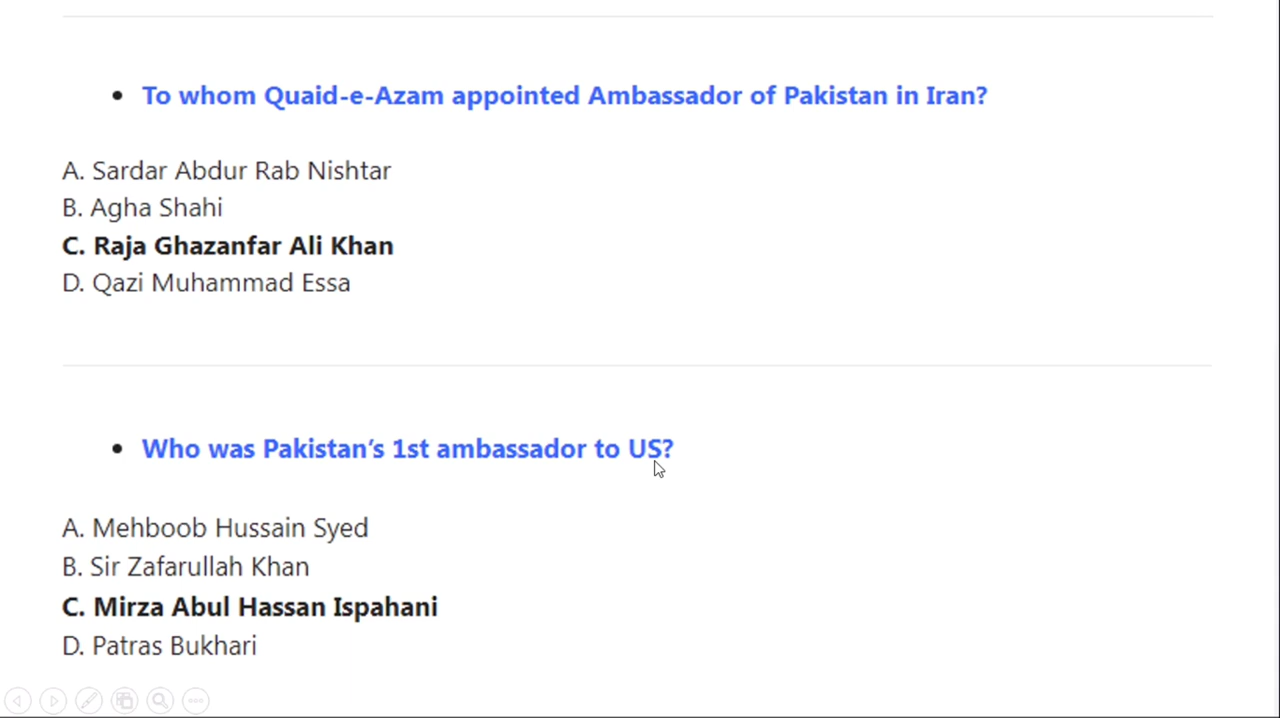 • To whom Quaid-e-Azam appointed Ambassador of Pakistan in Iran?
A. Sardar Abdur Rab Nishtar
B. Agha Shahi
C. Raja Ghazanfar Ali Khan
D. Qazi Muhammad Essa
• Who was Pakistan’s 1st ambassador to US?
A. Mehboob Hussain Syed
B. Sir Zafarullah Khan
C. Mirza Abul Hassan Ispahani
D. Patras Bukhari